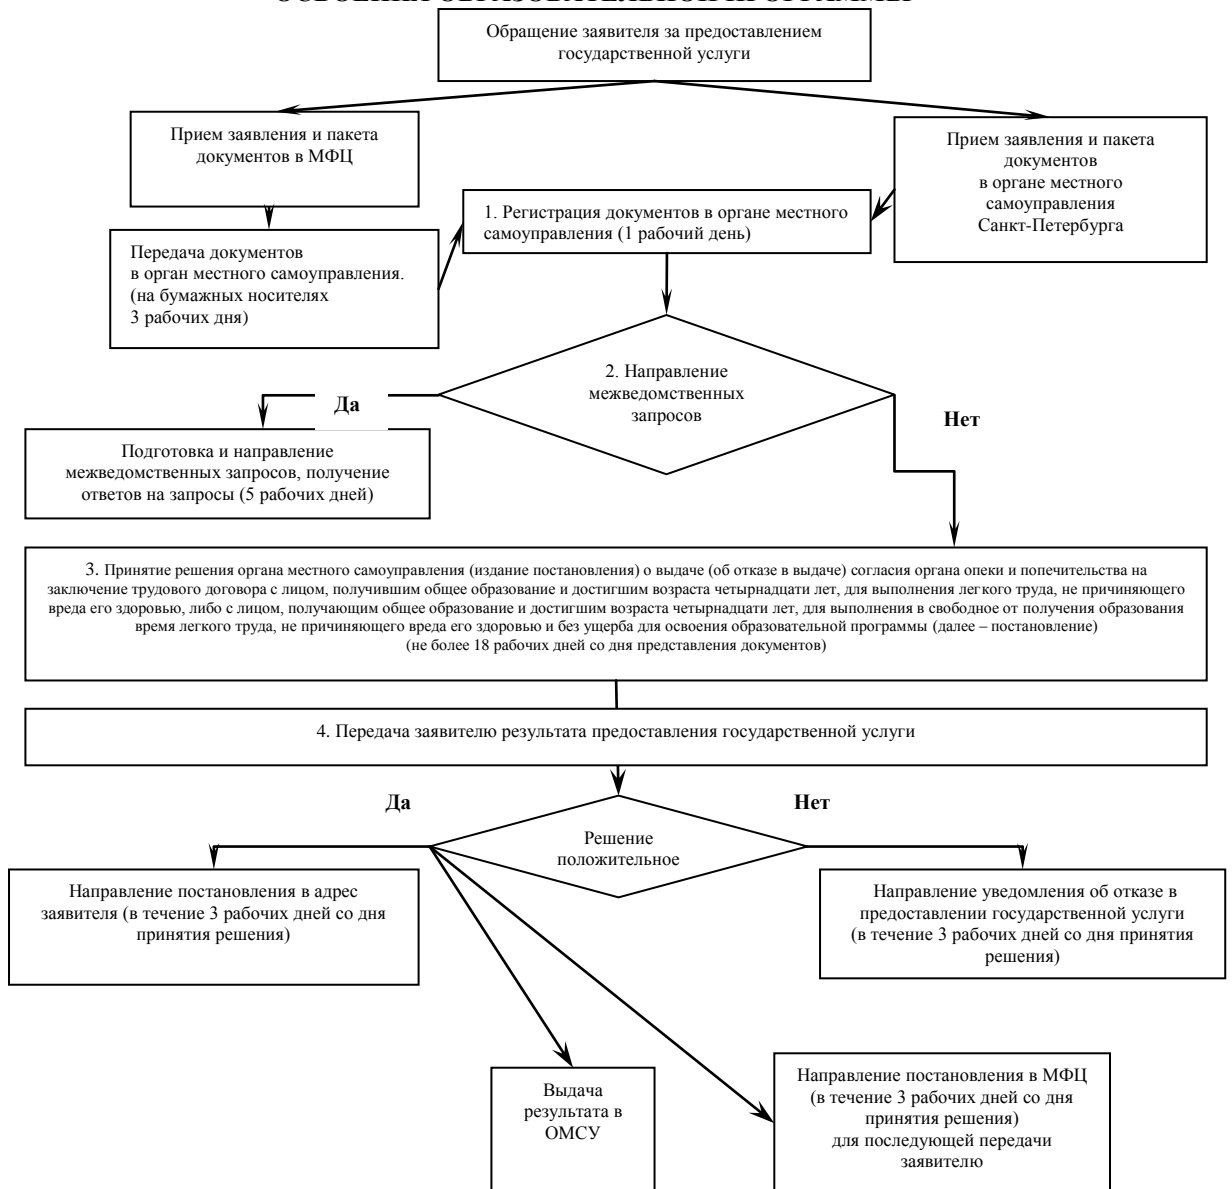 ОСВОЕНИЯ ОБРАЗОВАТЕЛЬНОЙ ПРОГРАММЫ
Обращение заявителя за предоставлением
государственной услуги
Прием заявления и пакета
документов в МФЦ
Прием заявления и пакета
документов
в органе местного
самоуправления
Санкт-Петербурга
1. Регистрация документов в органе местного
самоуправления (1 рабочий день)
Передача документов
в орган местного самоуправления.
(на бумажных носителях
3 рабочих дня)
2. Направление
межведомственных
запросов
Да
Нет
Подготовка и направление
межведомственных запросов, получение
ответов на запросы (5 рабочих дней)
3. Принятие решения органа местного самоуправления (издание постановления) о выдаче (об отказе в выдаче) согласия органа опеки и попечительства на
заключение трудового договора с лицом, получившим общее образование и достигшим возраста четырнадцати лет, для выполнения легкого труда, не причиняющего
вреда его здоровью, либо с лицом, получающим общее образование и достигшим возраста четырнадцати лет, для выполнения в свободное от получения образования
время легкого труда, не причиняющего вреда его здоровью и без ущерба для освоения образовательной программы (далее – постановление)
(не более 18 рабочих дней со дня представления документов)
4. Передача заявителю результата предоставления государственной услуги
Да
Нет
Решение
положительное
Направление постановления в адрес
заявителя (в течение 3 рабочих дней со дня
принятия решения)
Направление уведомления об отказе в
предоставлении государственной услуги
(в течение 3 рабочих дней со дня принятия
решения)
Выдача
результата в
ОМСУ
Направление постановления в МФЦ
(в течение 3 рабочих дней со дня
принятия решения)
для последующей передачи
заявителю